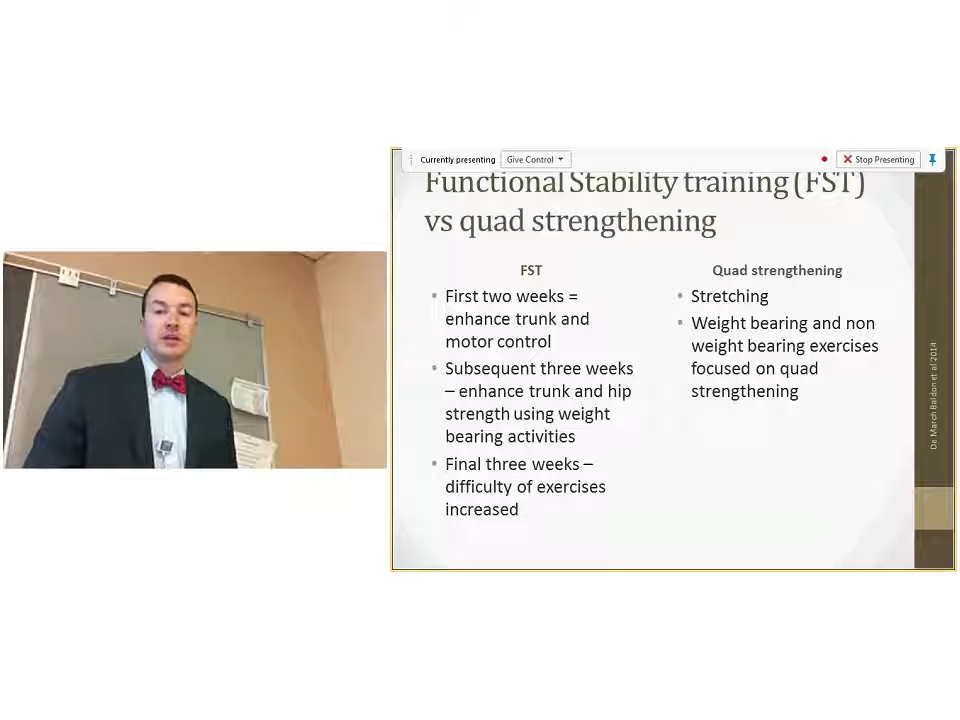 Currently presenting Give Control Stop Presenting
Functional Stability training (FST)
vs quad strengthening
FST
• First two weeks =
enhance trunk and
motor control
• Subsequent three weeks
– enhance trunk and hip
strength using weight
bearing activities
• Final three weeks –
difficulty of exercises
increased
Quad strengthening
• Stretching
• Weight bearing and non
weight bearing exercises
focused on quad
strengthening
De March Baldon et al 2014